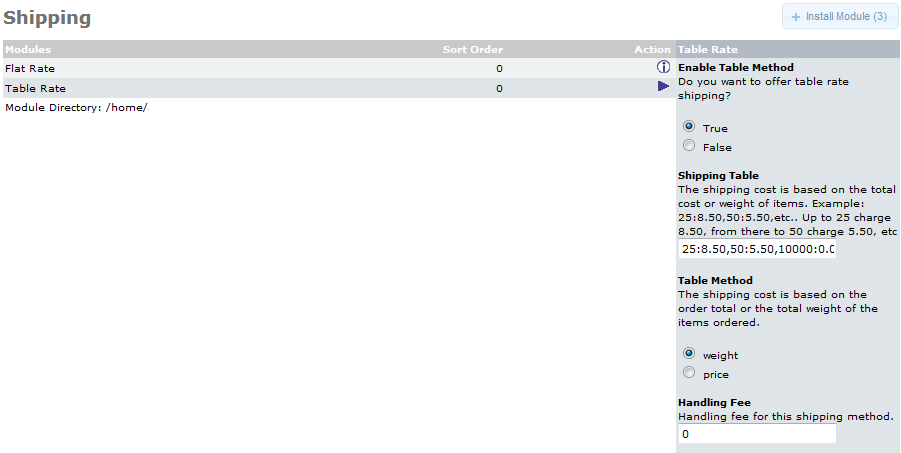 Shipping
+ Install Module (3)
Modules Sort Order Action
Flat Rate 0
Table Rate 0
Module Directory: /home/
Table Rate
Enable Table Method
Do you want to offer table rate
shipping?
True
False
Shipping Table
The shipping cost is based on the total
cost or weight of items. Example:
25:8.50,50:5.50,etc.. Up to 25 charge
8.50, from there to 50 charge 5.50, etc
25:8.50,50:5.50,10000:0.0
Table Method
The shipping cost is based on the
order total or the total weight of the
items ordered.
weight
price
Handling Fee
Handling fee for this shipping method.
0